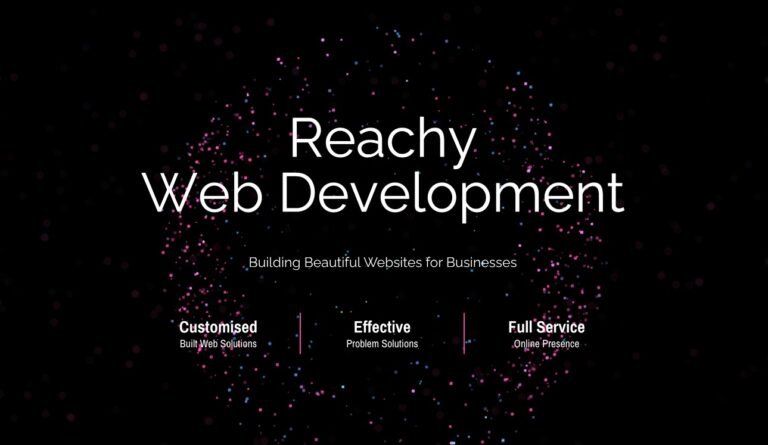 Reachy
Web Development
Building Beautiful Websites for Businesses
Customised
Built Web Solutions
Effective
Problem Solutions
Full Service
Online Presence